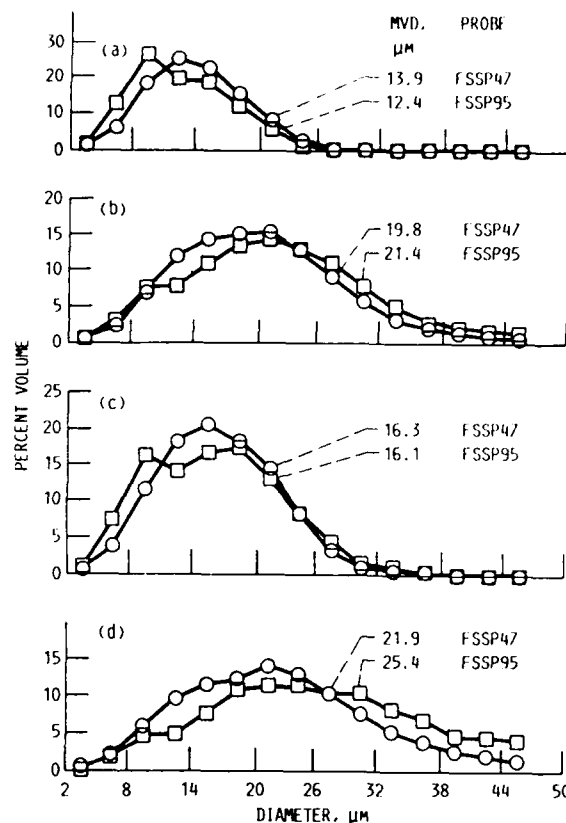 MVD, PROBE
μm
(a)
30
20
10
0
13.9 FSSP47
12.4 FSSP95
(b)
20
15
10
5
0
19.8 FSSP47
21.4 FSSP95
PERCENT VOLUME
(c)
25
20
15
10
5
0
16.3 FSSP47
16.1 FSSP95
(d)
15
10
5
0
21.9 FSSP47
25.4 FSSP95
2 8 14 20 26 32 38 44 50
DIAMETER, μm